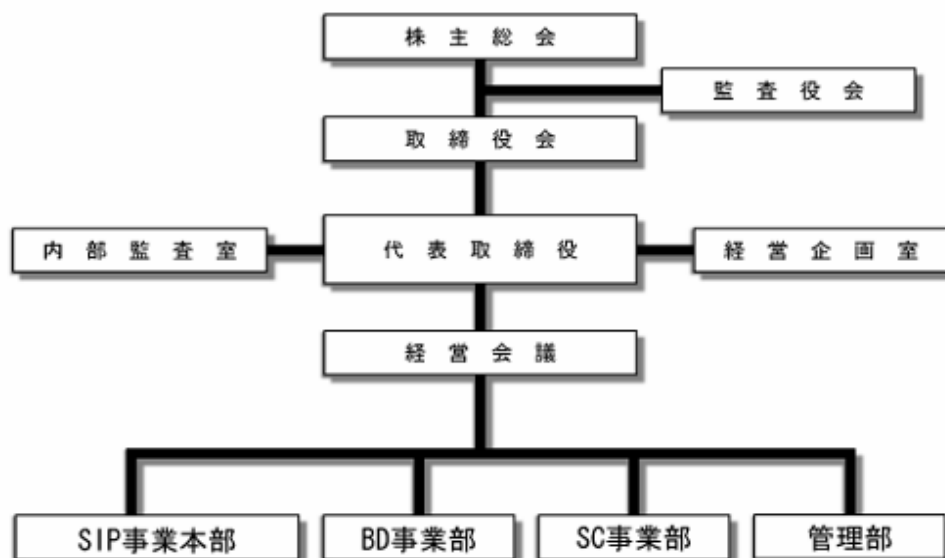 株主総会
監査役会
取締役会
内部監査室
代表取締役
経営企画室
経営会議
SIP事業本部
BD事業部
SC事業部
管理部